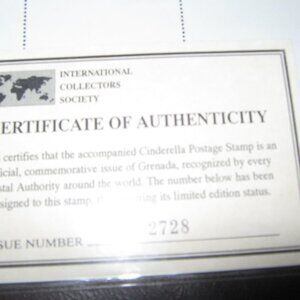 INTERNATIONAL
COLLECTORS
SOCIETY
ERTIFICATE OF AUTHENTICITY
certifies that the accompanied Cinderella Postage Stamp is an
icial, commemorative issue of Grenada, recognized by every
stal Authority around the world. The number below has been
signed to this stamp, ring its limited edition status.
SUE NUMBER 2728